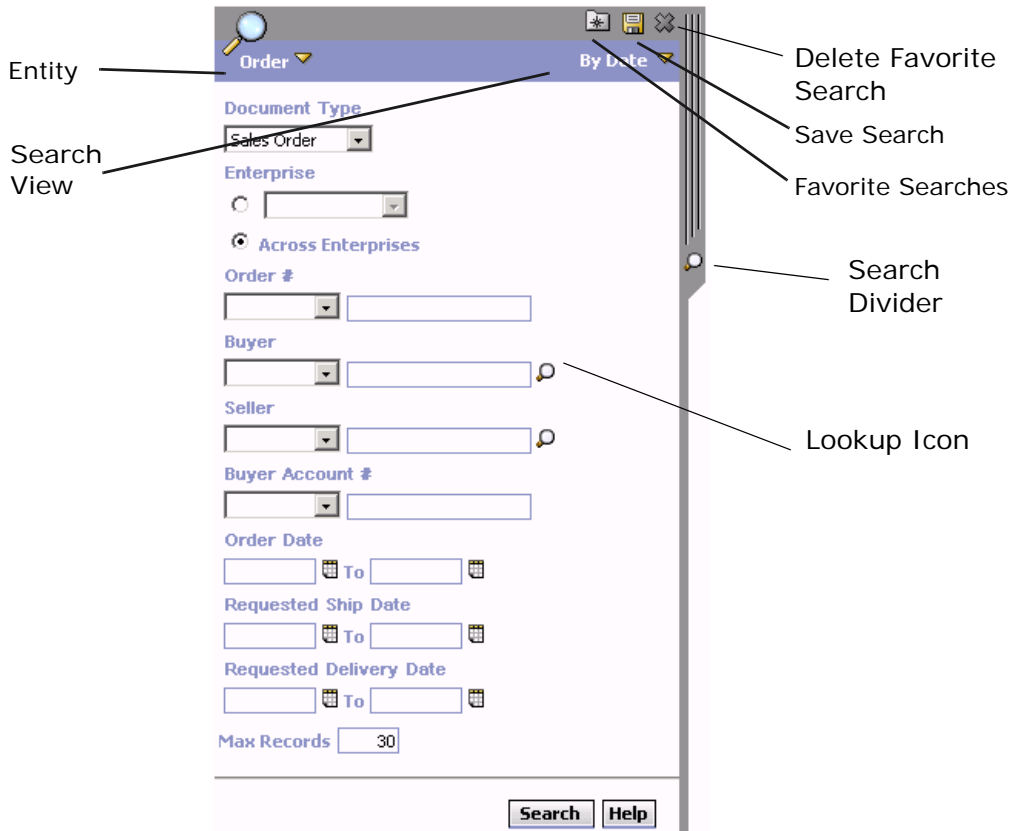 Order
By Date
Entity
Delete Favorite
Search
Document Type
Sales Order
Save Search
Search
View
Enterprise
Favorite Searches
Across Enterprises
Order #
Search
Divider
Buyer
Seller
Lookup Icon
Buyer Account #
Order Date
To
Requested Ship Date
To
Requested Delivery Date
To
Max Records 30
Search Help